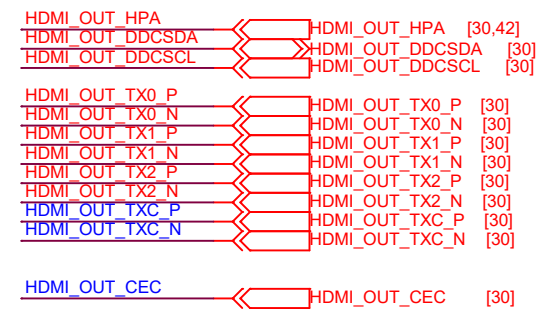 HDMI_OUT_HPA HDMI_OUT_HPA [30,42]
HDMI_OUT_DDCSDA HDMI_OUT_DDCSDA [30]
HDMI_OUT_DDCSCL HDMI_OUT_DDCSCL [30]
HDMI_OUT_TX0_P HDMI_OUT_TX0_P [30]
HDMI_OUT_TX0_N HDMI_OUT_TX0_N [30]
HDMI_OUT_TX1_P HDMI_OUT_TX1_P [30]
HDMI_OUT_TX1_N HDMI_OUT_TX1_N [30]
HDMI_OUT_TX2_P HDMI_OUT_TX2_P [30]
HDMI_OUT_TX2_N HDMI_OUT_TX2_N [30]
HDMI_OUT_TXC_P HDMI_OUT_TXC_P [30]
HDMI_OUT_TXC_N HDMI_OUT_TXC_N [30]
HDMI_OUT_CEC HDMI_OUT_CEC [30]